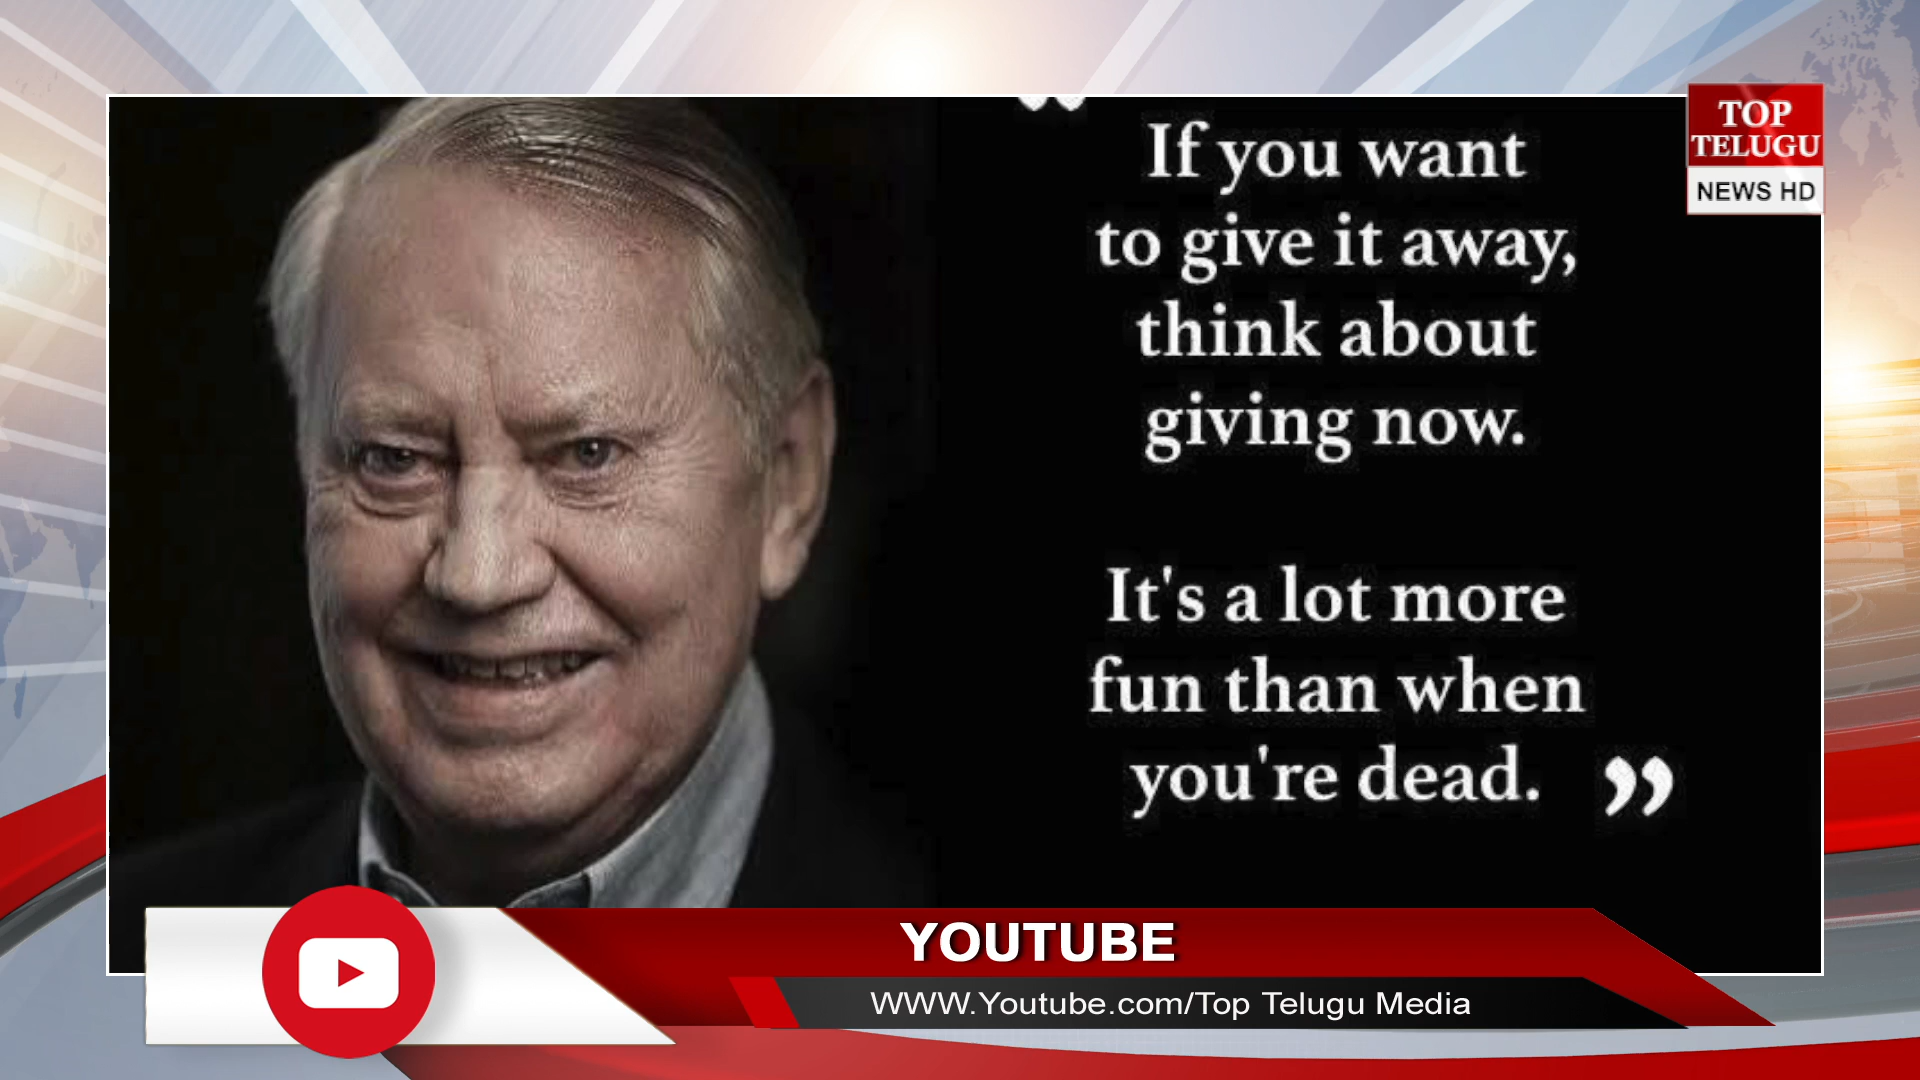 “
If you want
to give it away,
think about
giving now.
It's a lot more
fun than when
you're dead. ”
TOP
TELUGU
NEWS HD
YOUTUBE
WWW.Youtube.com/Top Telugu Media